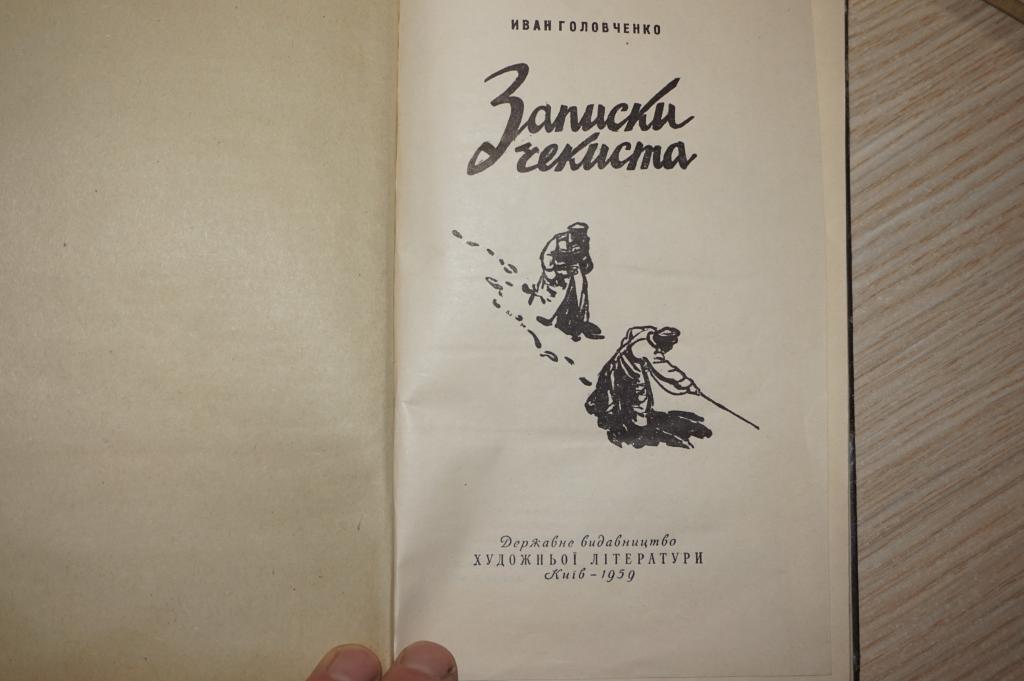 ИВАН ГОЛОВЧЕНКО
Записки
чекиста
Державне видавництво
ХУДОЖНЬОЇ ЛІТЕРАТУРИ
Київ – 1959